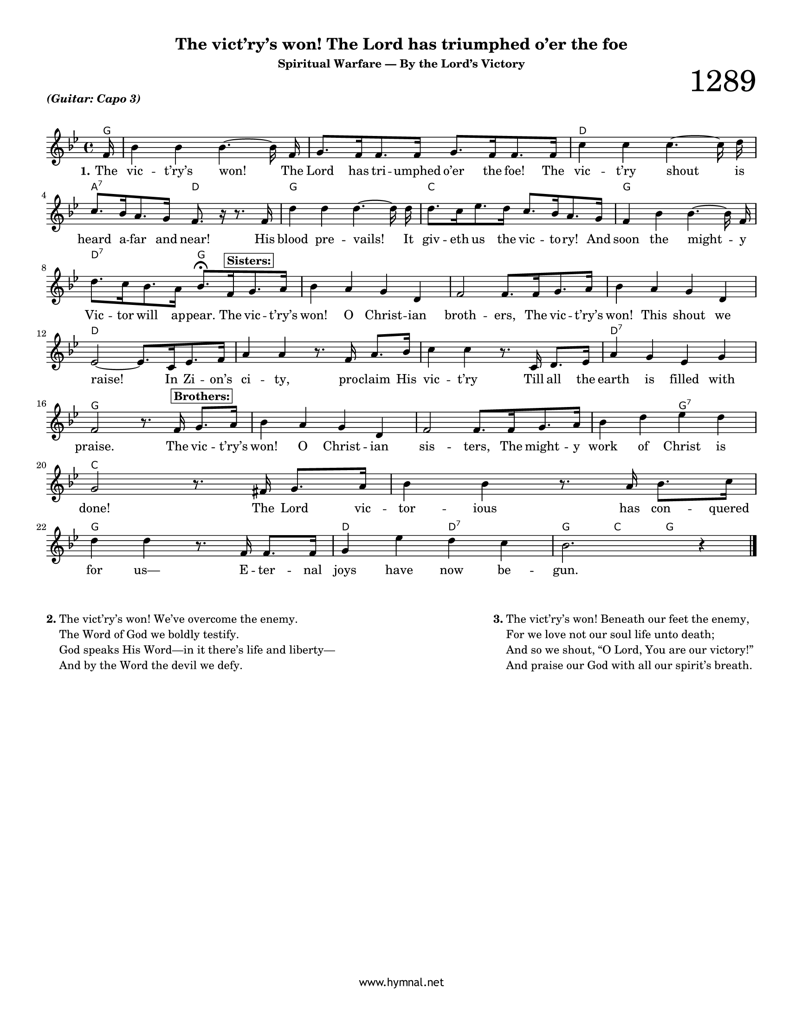 The vict’ry’s won! The Lord has triumphed o’er the foe
Spiritual Warfare — By the Lord’s Victory
1289
(Guitar: Capo 3)
G D
1. The vic - t’ry’s won! The Lord has tri-umphed o’er the foe! The vic - t’ry shout is
4 A7 D G C G
heard a-far and near! His blood pre - vails! It giv - eth us the vic - to ry! And soon the might - y
8 D7 G Sisters:
Vic - tor will appear. The vic-t’ry’s won! O Christ-ian broth - ers, The vic-t’ry’s won! This shout we
12 D D7
raise! In Zi - on’s ci - ty, proclaim His vic - t’ry Till all the earth is filled with
16 G Brothers: G7
praise. The vic - t’ry’s won! O Christ - ian sis - ters, The might - y work of Christ is
20 C
done! The Lord vic - tor - ious has con - quered
22 G D D7 G C G
for us— E - ter - nal joys have now be - gun.
2. The vict’ry’s won! We’ve overcome the enemy.
The Word of God we boldly testify.
God speaks His Word—in it there’s life and liberty—
And by the Word the devil we defy.
3. The vict’ry’s won! Beneath our feet the enemy,
For we love not our soul life unto death;
And so we shout, “O Lord, You are our victory!”
And praise our God with all our spirit’s breath.
www.hymnal.net